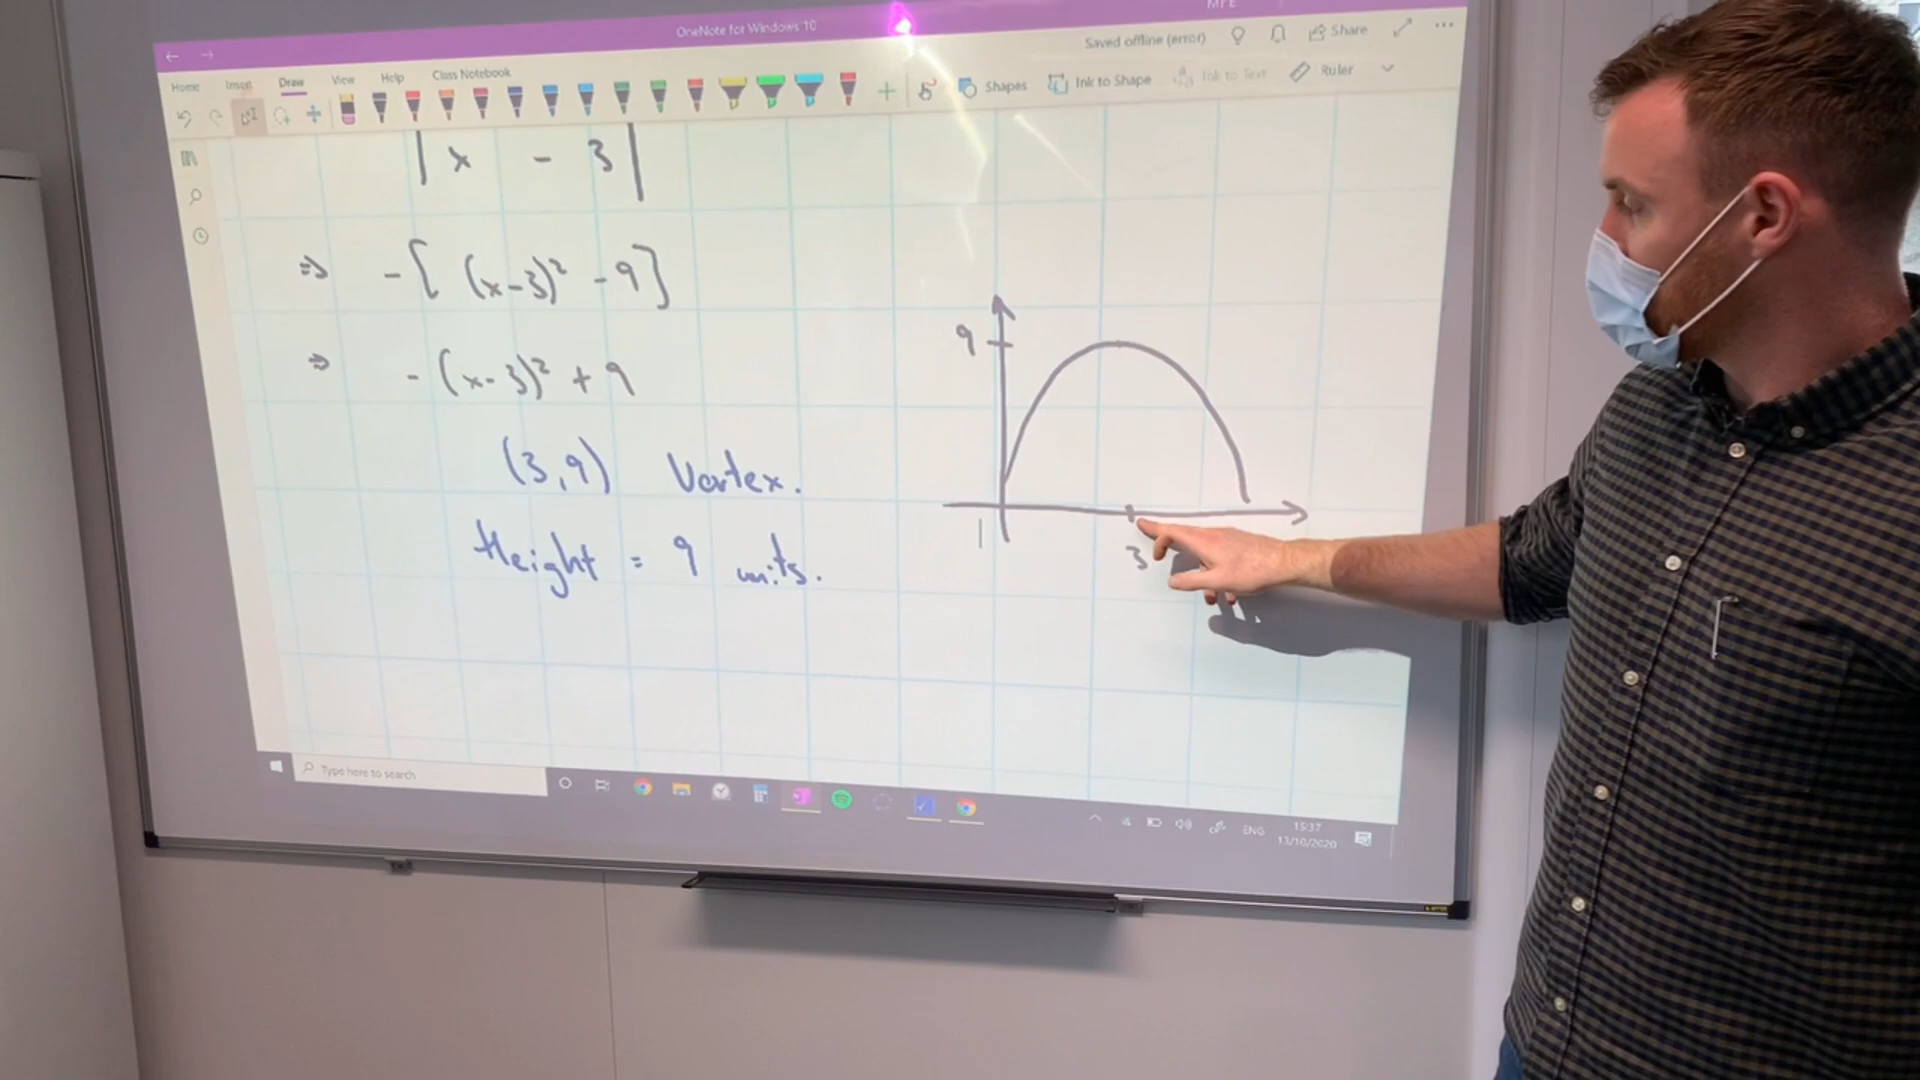 MFE
OneNote for Windows 10
Saved offline (error)
Share
Home Insert Draw View Help Class Notebook
Shapes Ink to Shape Ink to Text Ruler
| x - 3 |
⇒ -[ (x-3)² - 9 ]
⇒ - (x-3)² + 9
(3,9) Vertex.
Height = 9 units.
9
3
Type here to search
ENG
15:37
13/10/2020